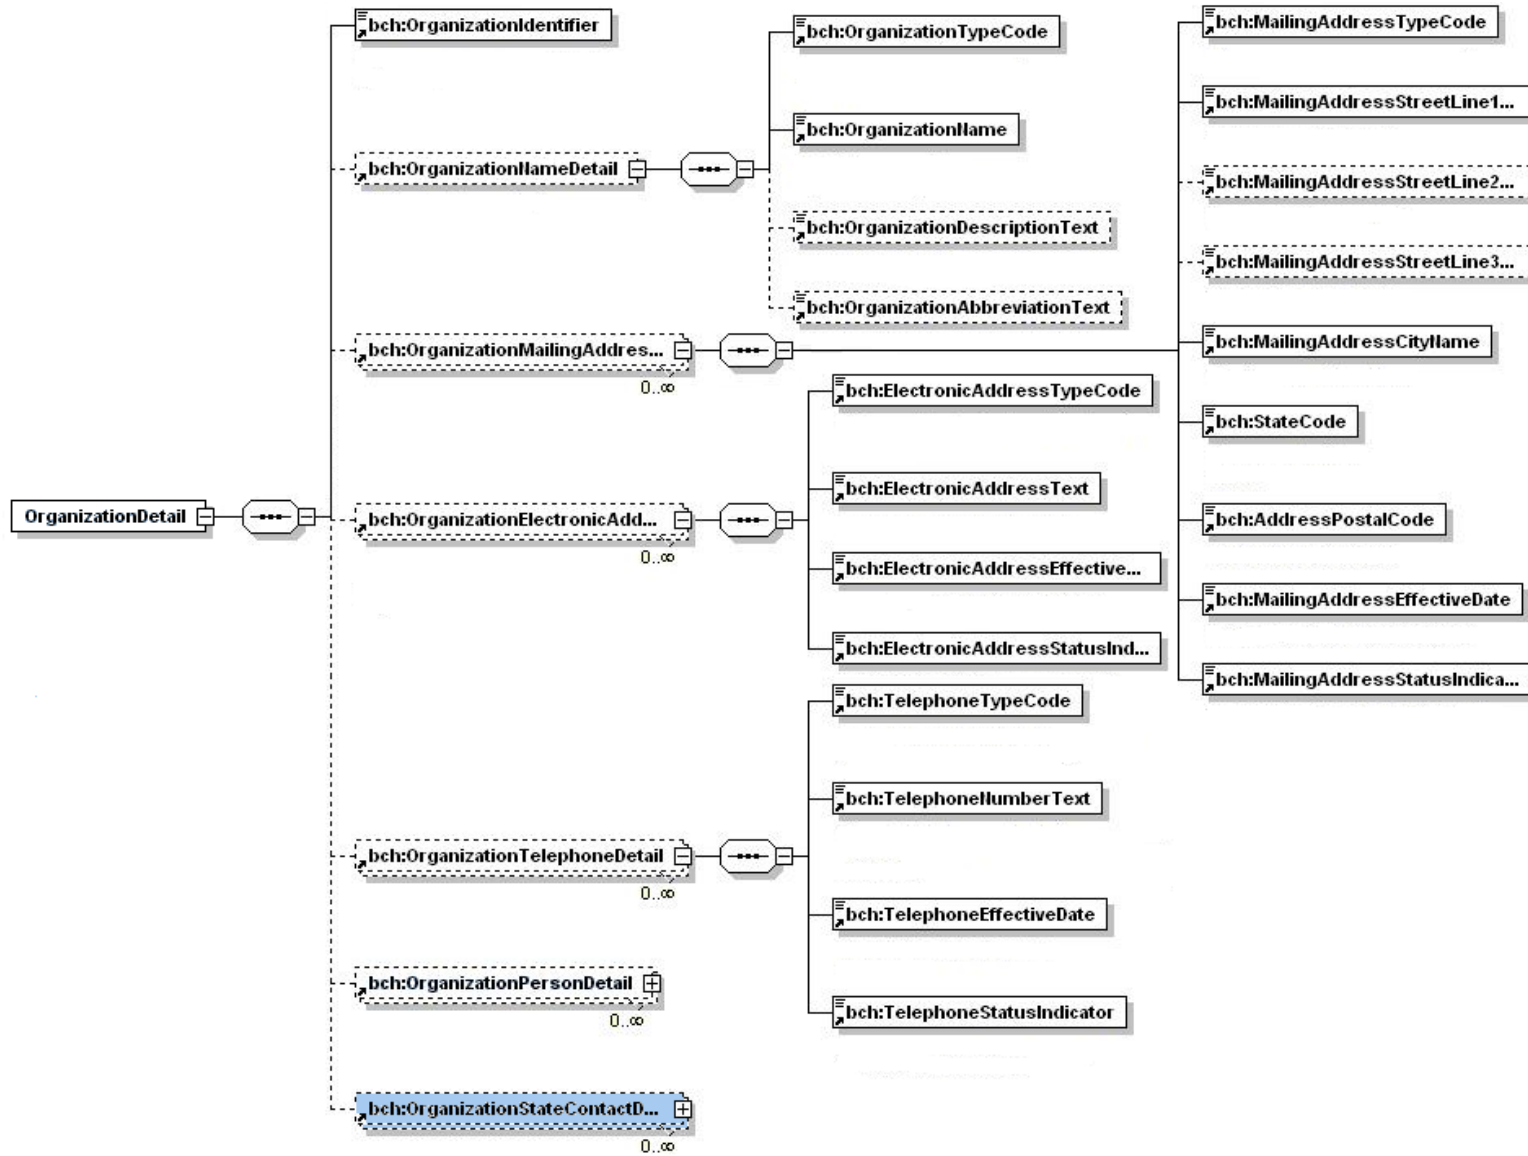 OrganizationDetail
bch:OrganizationIdentifier
bch:OrganizationNameDetail
bch:OrganizationTypeCode
bch:OrganizationName
bch:OrganizationDescriptionText
bch:OrganizationAbbreviationText
bch:OrganizationMailingAddres...
0..∞
bch:MailingAddressTypeCode
bch:MailingAddressStreetLine1...
bch:MailingAddressStreetLine2...
bch:MailingAddressStreetLine3...
bch:MailingAddressCityName
bch:StateCode
bch:AddressPostalCode
bch:MailingAddressEffectiveDate
bch:MailingAddressStatusIndica...
bch:OrganizationElectronicAdd...
0..∞
bch:ElectronicAddressTypeCode
bch:ElectronicAddressText
bch:ElectronicAddressEffective...
bch:ElectronicAddressStatusInd...
bch:OrganizationTelephoneDetail
0..∞
bch:TelephoneTypeCode
bch:TelephoneNumberText
bch:TelephoneEffectiveDate
bch:TelephoneStatusIndicator
bch:OrganizationPersonDetail
0..∞
bch:OrganizationStateContactD...
0..∞